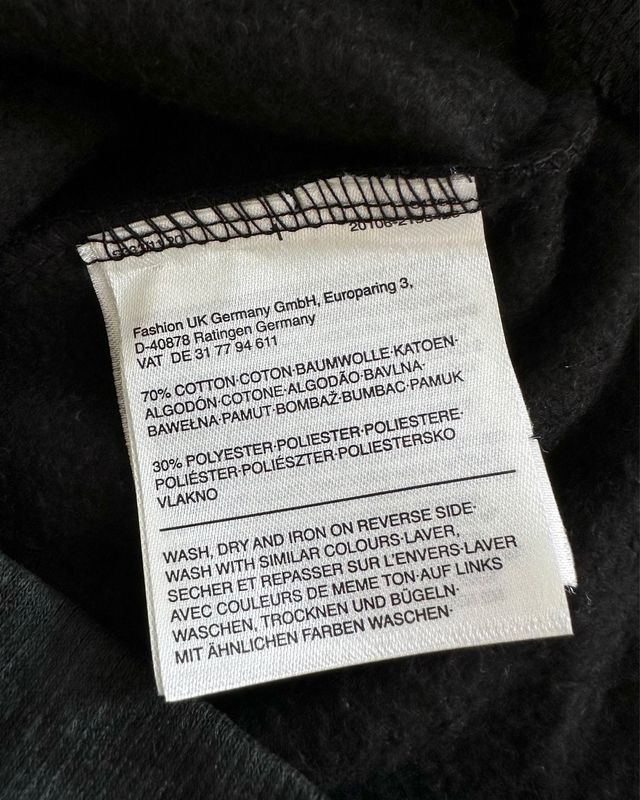 Fashion UK Germany GmbH, Europaring 3,
D-40878 Ratingen Germany
VAT DE 31 77 94 611
70% COTTON·COTON·BAUMWOLLE·KATOEN·
ALGODÓN·COTONE·ALGODÃO·BAVLNA·
BAWEŁNA·PAMUT·BOMBAŽ·BUMBAC·PAMUK
30% POLYESTER·POLIESTER·POLIESTERE·
POLIÉSTER·POLIÉSZTER·POLIESTERSKO
VLAKNO
WASH, DRY AND IRON ON REVERSE SIDE·
WASH WITH SIMILAR COLOURS·LAVER,
SECHER ET REPASSER SUR L'ENVERS·LAVER
AVEC COULEURS DE MEME TON·AUF LINKS
WASCHEN, TROCKNEN UND BÜGELN·
MIT ÄHNLICHEN FARBEN WASCHEN·